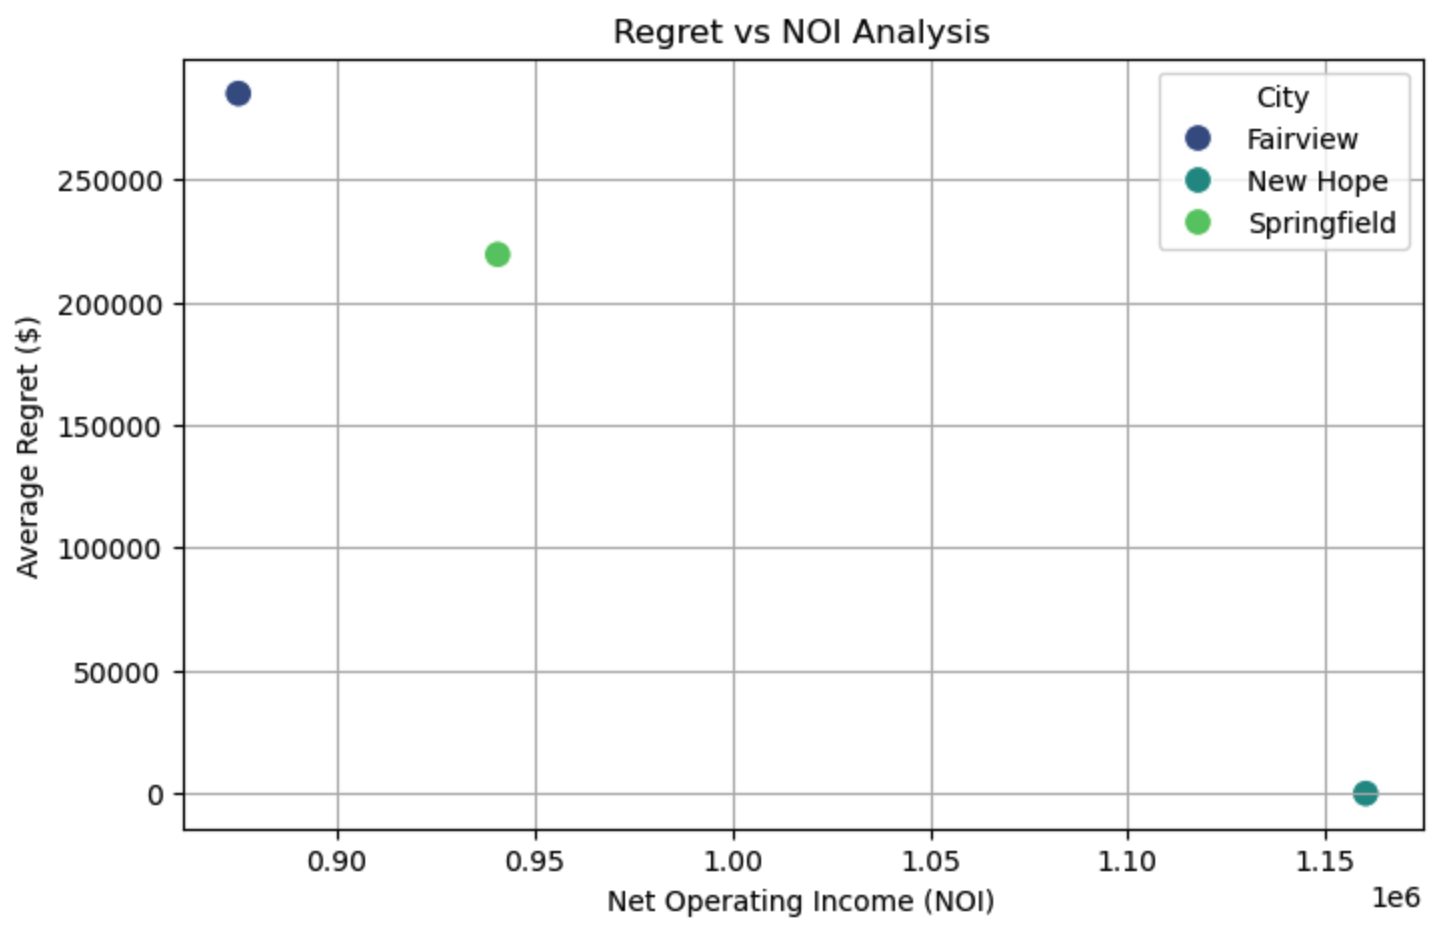 Regret vs NOI Analysis
City
Fairview
New Hope
Springfield
Average Regret ($)
250000
200000
150000
100000
50000
0
0.90 0.95 1.00 1.05 1.10 1.15
1e6
Net Operating Income (NOI)